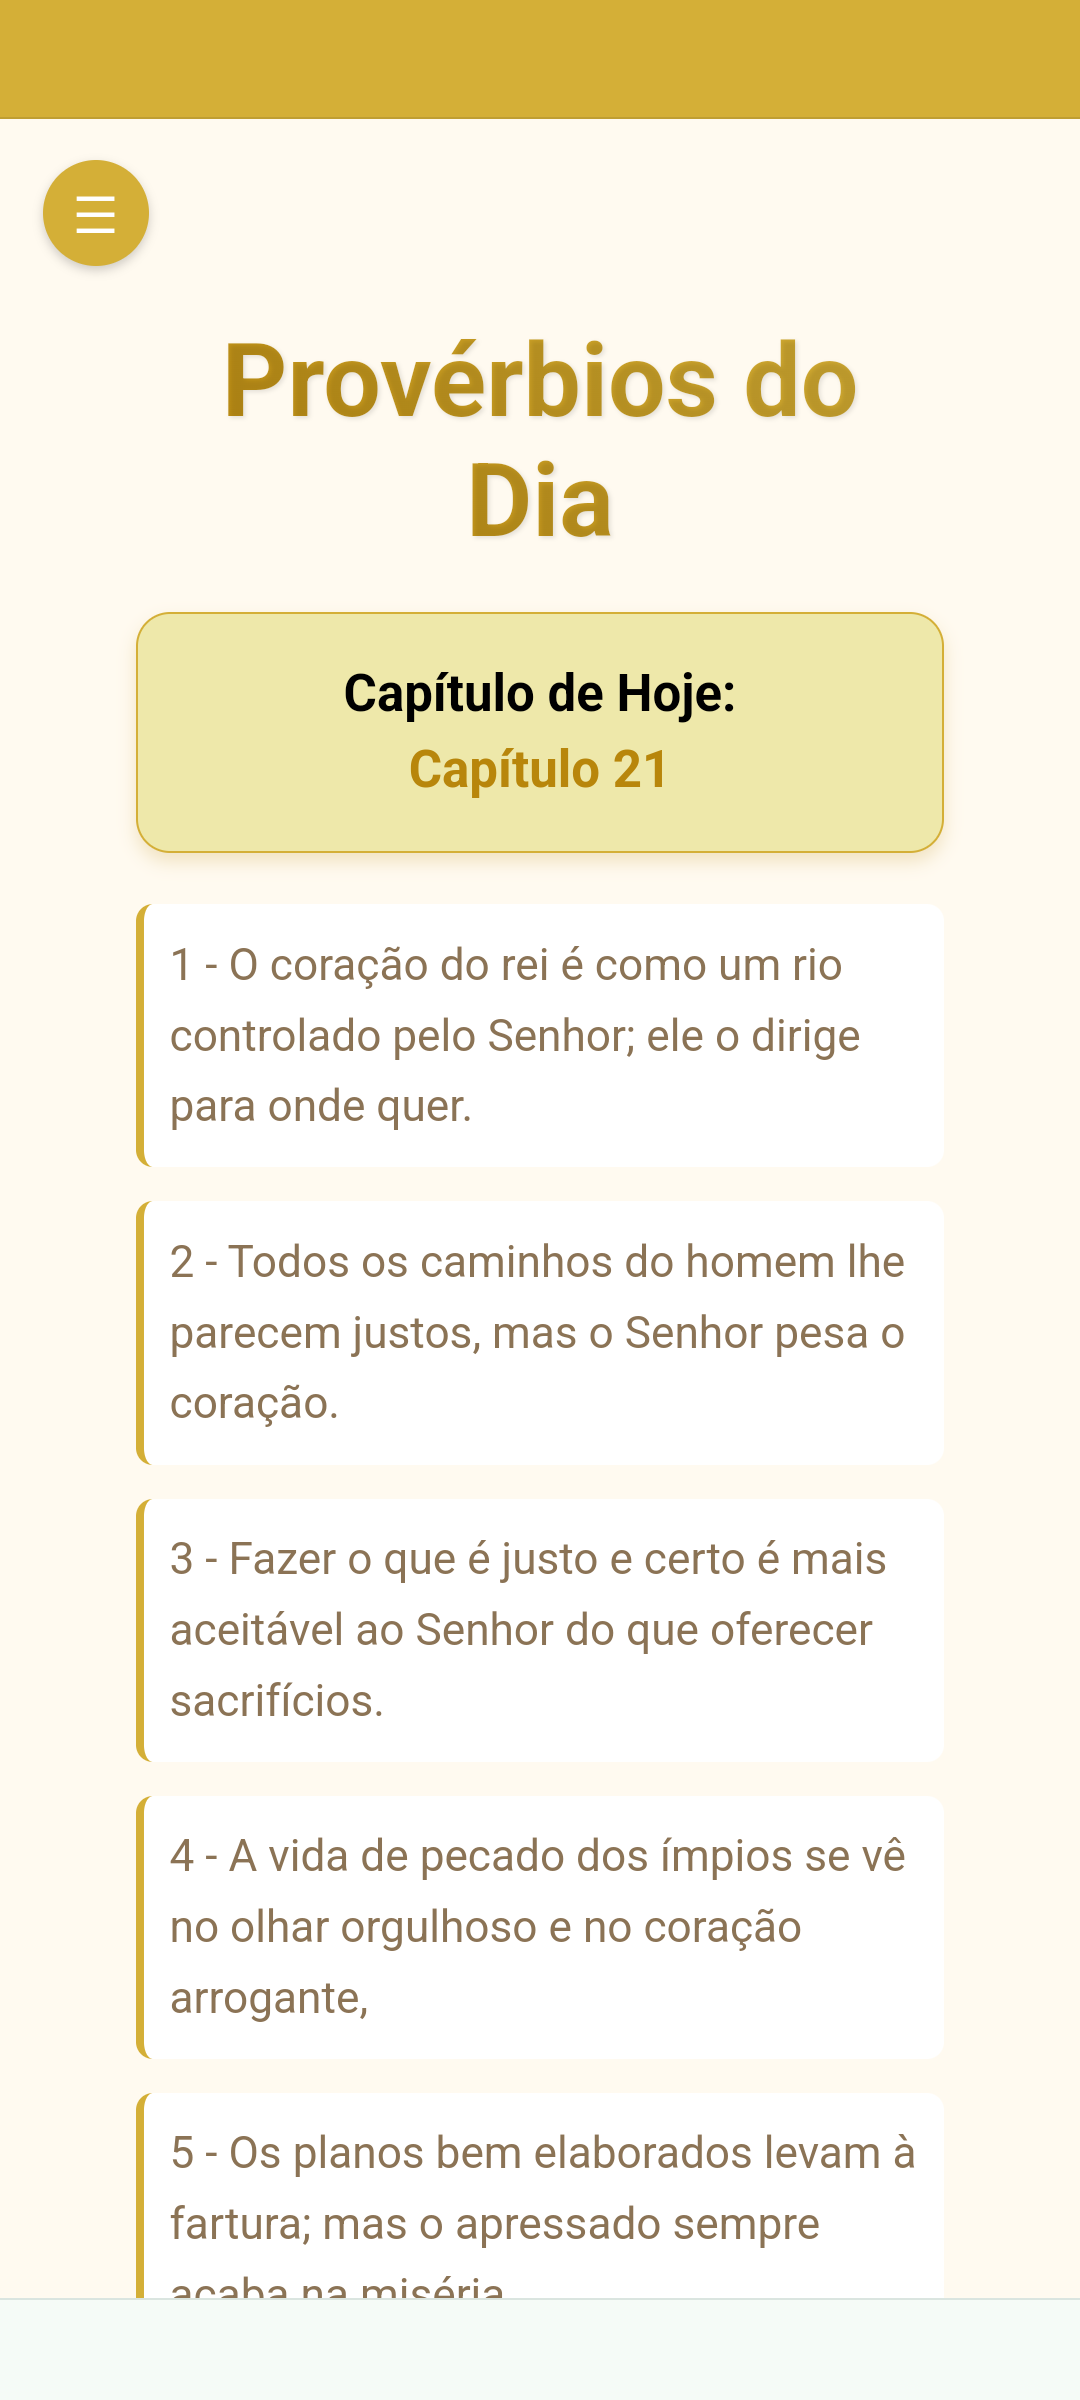 Provérbios do
Dia
Capítulo de Hoje:
Capítulo 21
1 - O coração do rei é como um rio
controlado pelo Senhor; ele o dirige
para onde quer.
2 - Todos os caminhos do homem lhe
parecem justos, mas o Senhor pesa o
coração.
3 - Fazer o que é justo e certo é mais
aceitável ao Senhor do que oferecer
sacrifícios.
4 - A vida de pecado dos ímpios se vê
no olhar orgulhoso e no coração
arrogante,
5 - Os planos bem elaborados levam à
fartura; mas o apressado sempre
acaba na miséria